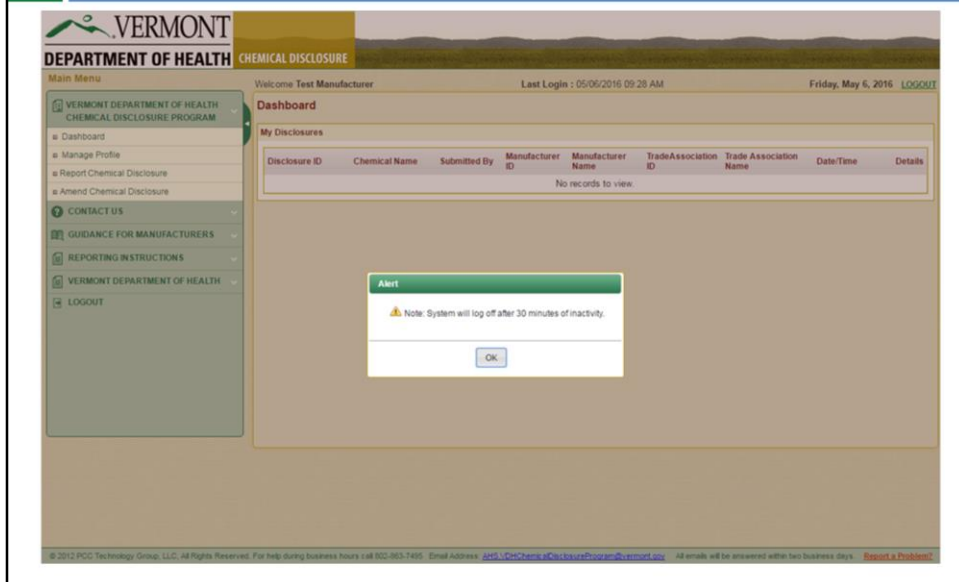 VERMONT
DEPARTMENT OF HEALTH
CHEMICAL DISCLOSURE
Main Menu
Welcome Test Manufacturer Last Login : 05/06/2016 09:28 AM Friday, May 6, 2016 LOGOUT
VERMONT DEPARTMENT OF HEALTH
CHEMICAL DISCLOSURE PROGRAM
Dashboard
Manage Profile
Report Chemical Disclosure
Amend Chemical Disclosure
CONTACT US
GUIDANCE FOR MANUFACTURERS
REPORTING INSTRUCTIONS
VERMONT DEPARTMENT OF HEALTH
LOGOUT
Dashboard
My Disclosures
Disclosure ID Chemical Name Submitted By Manufacturer ID Manufacturer Name TradeAssociation ID Trade Association Name Date/Time Details
No records to view.
Alert
Note: System will log off after 30 minutes of inactivity.
OK
© 2012 PCC Technology Group, LLC, All Rights Reserved. For help during business hours call 802-863-7495 Email Address: AHS.VDHChemicalDisclosureProgram@vermont.gov All emails will be answered within two business days. Report a Problem?